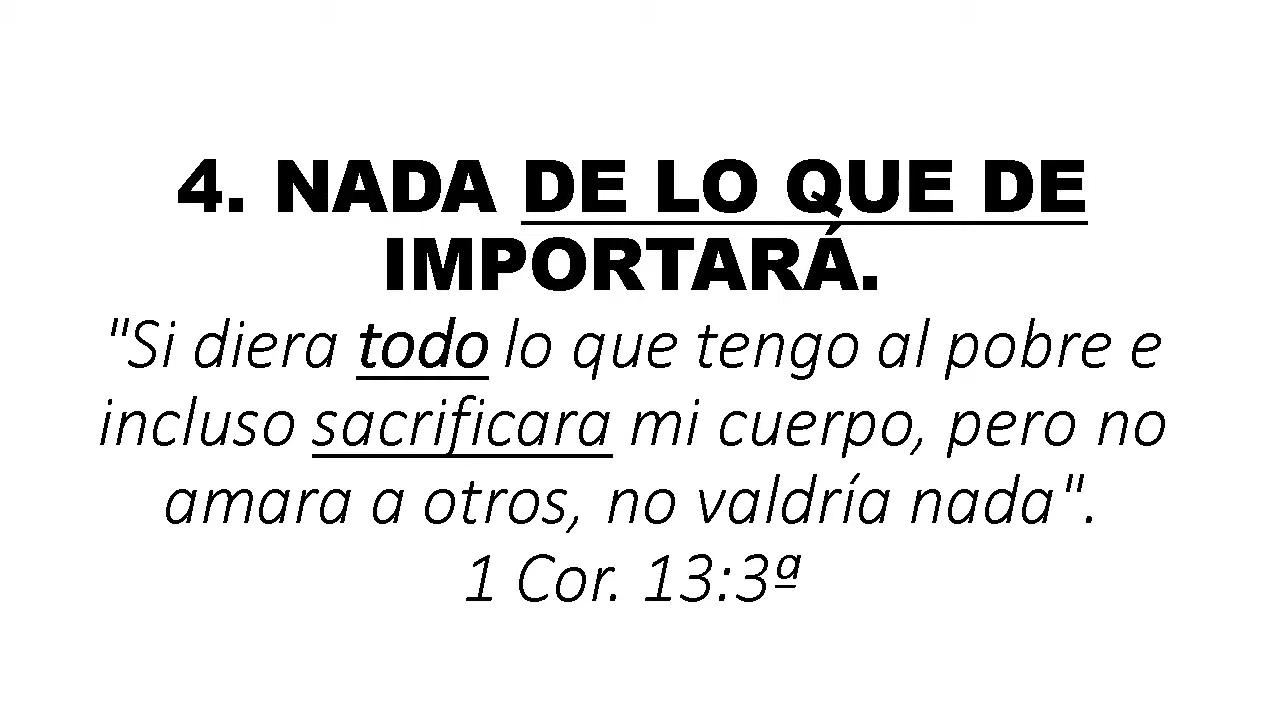 4. NADA DE LO QUE DE
IMPORTARÁ.
"Si diera todo lo que tengo al pobre e
incluso sacrificara mi cuerpo, pero no
amara a otros, no valdría nada".
1 Cor. 13:3ª